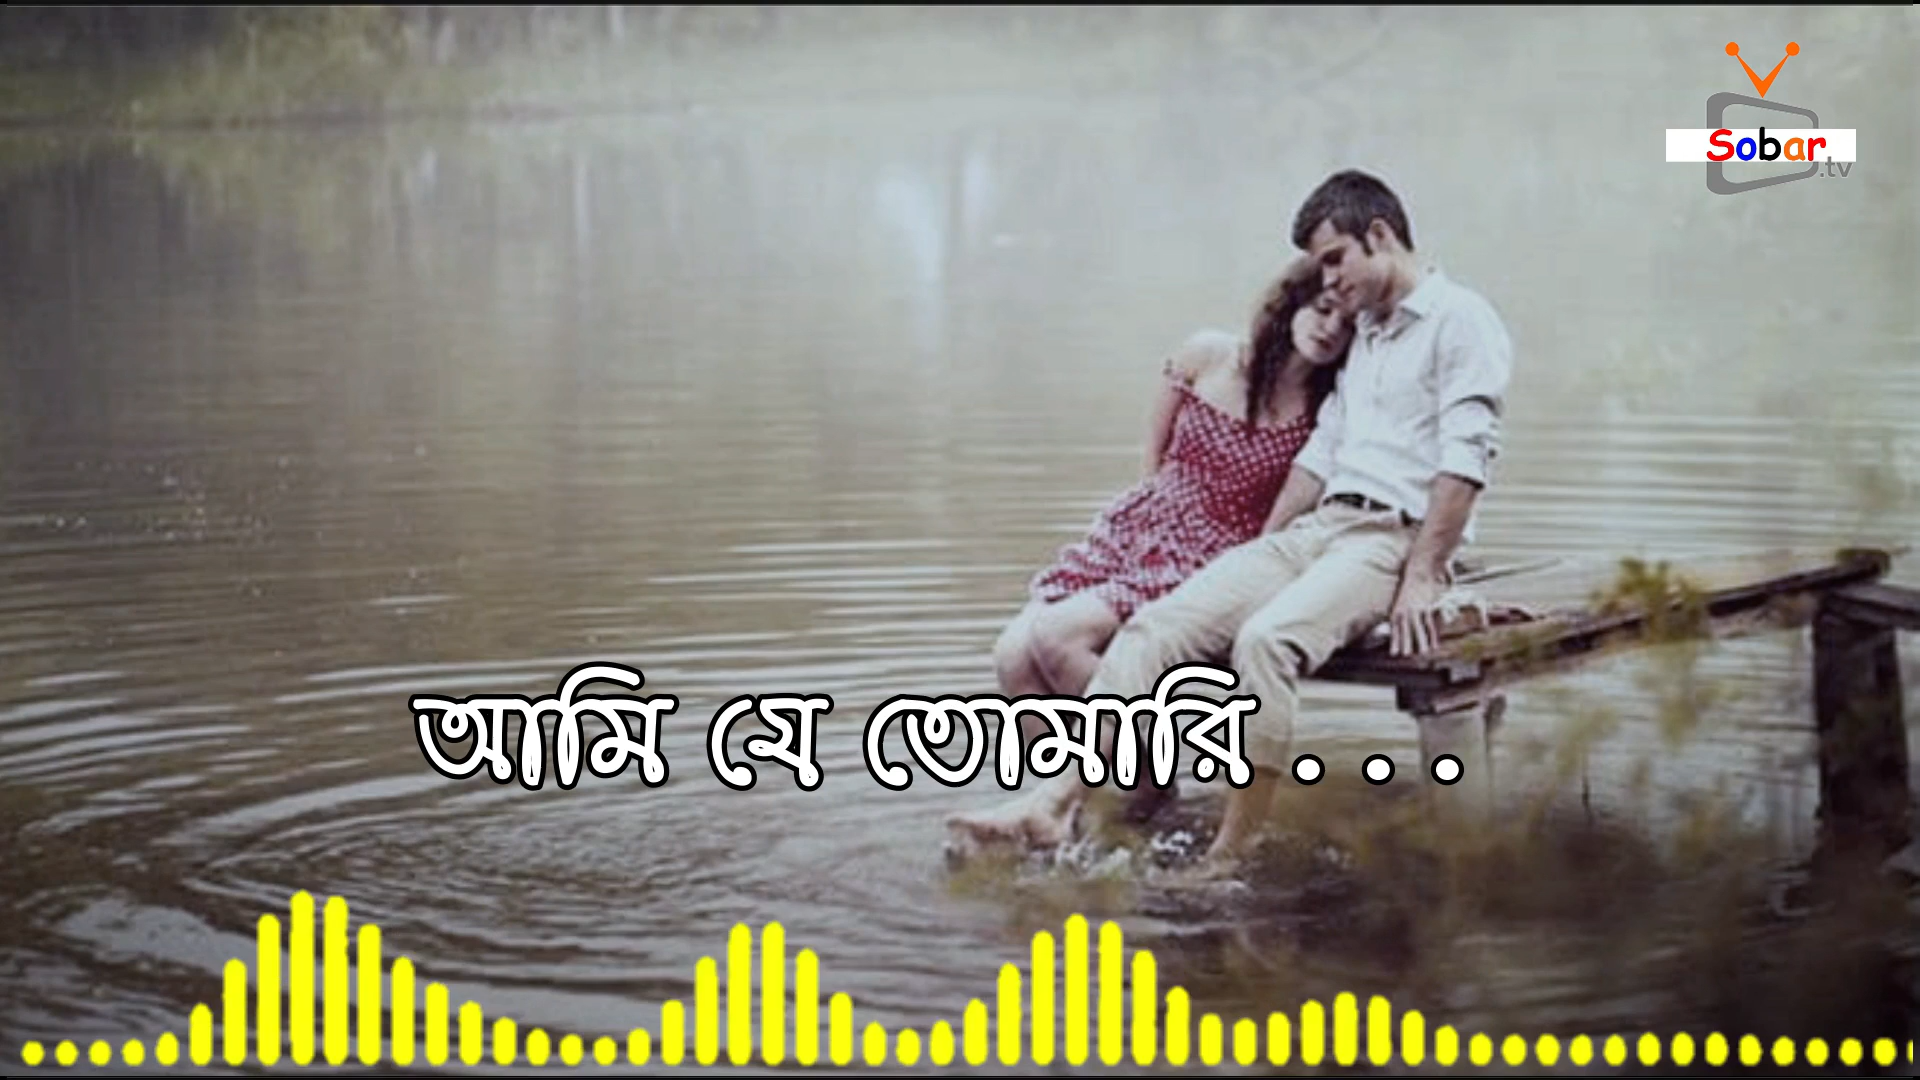 Sobar
.tv
আমি যে তোমারি . . .